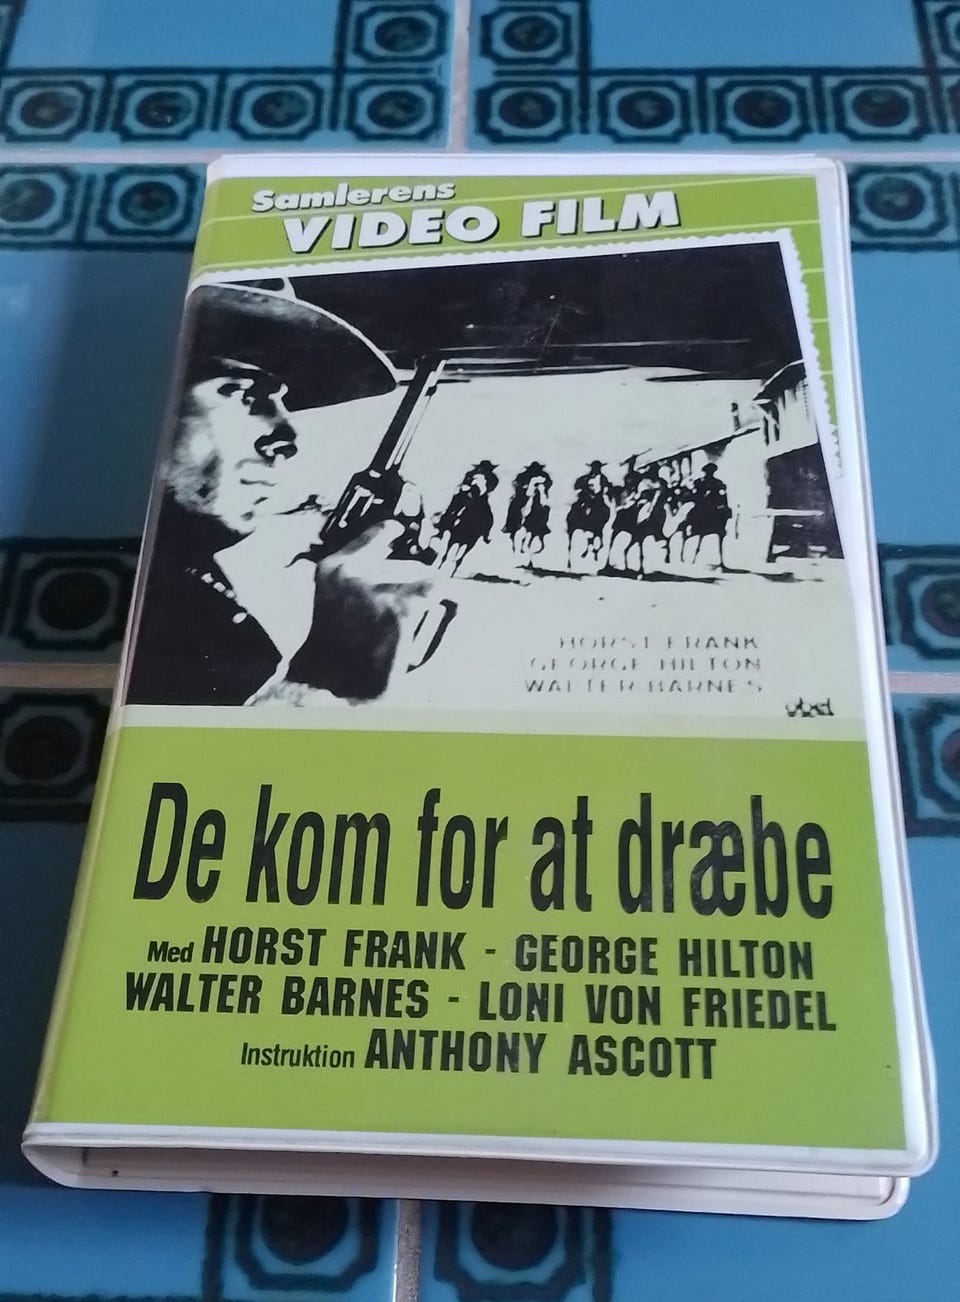 Samlerens
VIDEO FILM
HORST FRANK
GEORGE HILTON
WALTER BARNES
De kom for at dræbe
Med HORST FRANK - GEORGE HILTON
WALTER BARNES - LONI VON FRIEDEL
Instruktion ANTHONY ASCOTT